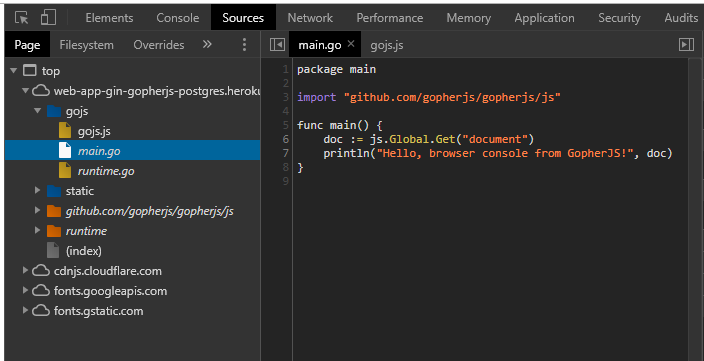 Elements Console Sources Network Performance Memory Application Security Audits
Page Filesystem Overrides »
main.go × gojs.js
top
web-app-gin-gopherjs-postgres.heroku
gojs
gojs.js
main.go
runtime.go
static
github.com/gopherjs/gopherjs/js
runtime
(index)
cdnjs.cloudflare.com
fonts.googleapis.com
fonts.gstatic.com
1 package main
2
3 import "github.com/gopherjs/gopherjs/js"
4
5 func main() {
6 doc := js.Global.Get("document")
7 println("Hello, browser console from GopherJS!", doc)
8 }
9